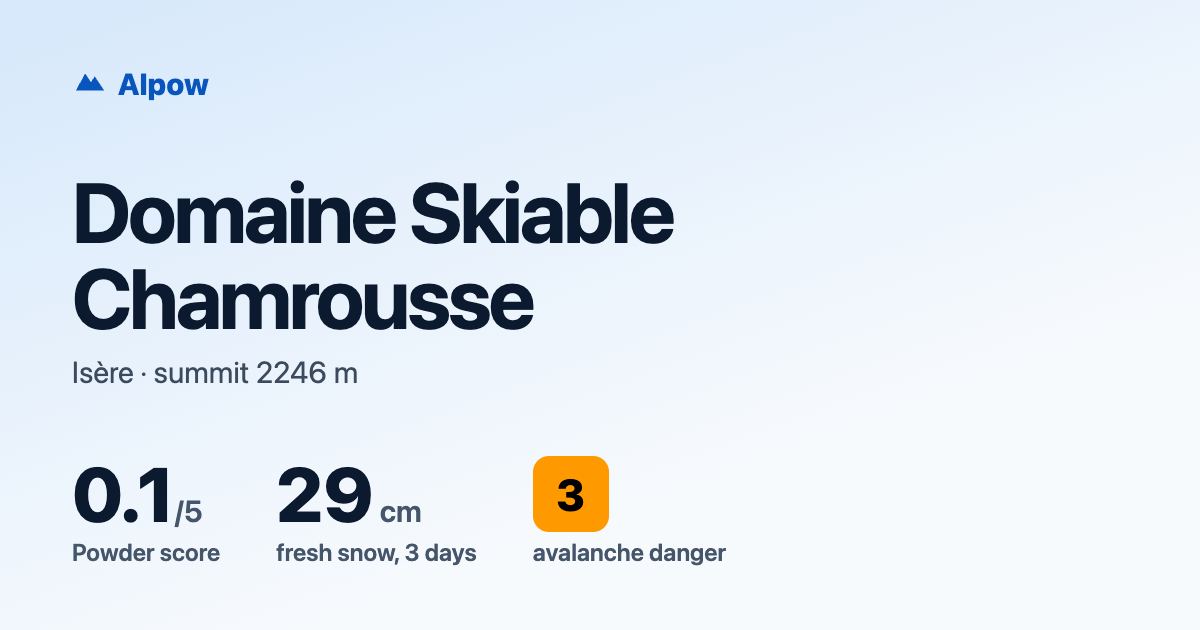 Alpow
Domaine Skiable
Chamrousse
Isère · summit 2246 m
0.1/5
29 cm
3
Powder score
fresh snow, 3 days
avalanche danger